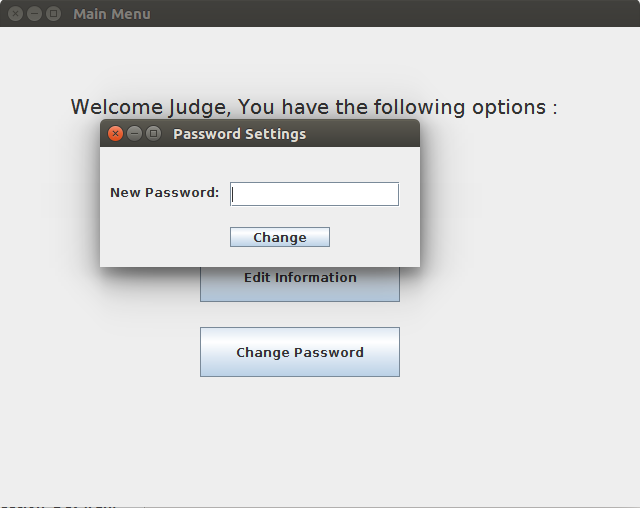 Main Menu
Welcome Judge, You have the following options :
Password Settings
New Password:
Change
Edit Information
Change Password